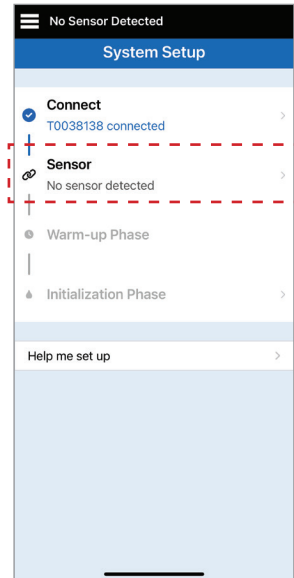 No Sensor Detected
System Setup
Connect
T0038138 connected
Sensor
No sensor detected
Warm-up Phase
Initialization Phase
Help me set up